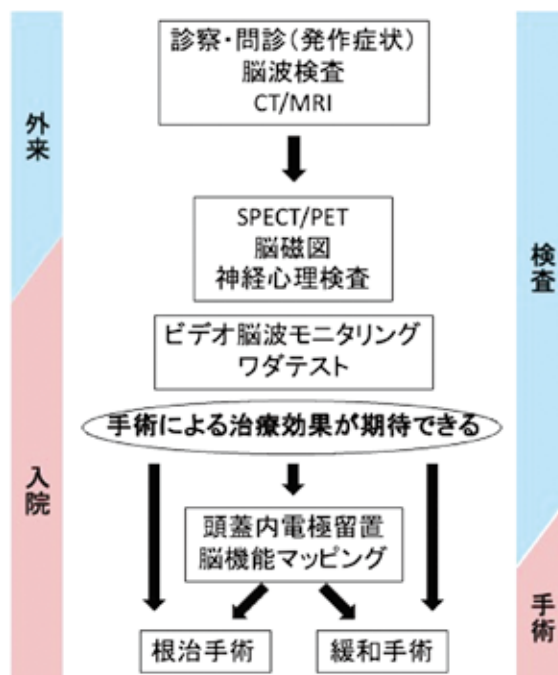 診察・問診(発作症状)
脳波検査
CT/MRI
外来
SPECT/PET
脳磁図
神経心理検査
検査
ビデオ脳波モニタリング
ワダテスト
手術による治療効果が期待できる
入院
頭蓋内電極留置
脳機能マッピング
手術
根治手術
緩和手術